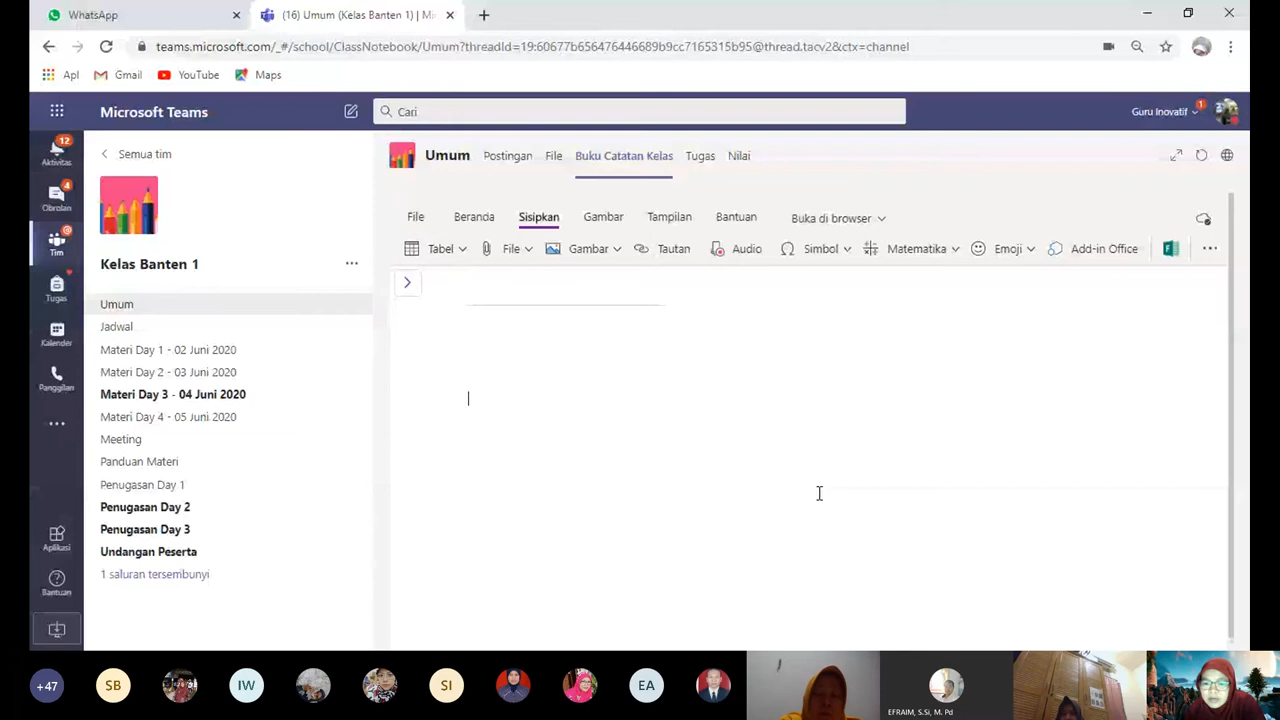 WhatsApp
(16) Umum (Kelas Banten 1) | Mi
teams.microsoft.com/_#/school/ClassNotebook/Umum?threadId=19:60677b656476446689b9cc7165315b95@thread.tacv2&ctx=channel
Apl Gmail YouTube Maps
Microsoft Teams
Cari
Guru Inovatif
1
12
Aktivitas
4
Obrolan
Tim
Tugas
Kalender
Panggilan
Aplikasi
Bantuan
Semua tim
Kelas Banten 1
Umum
Jadwal
Materi Day 1 - 02 Juni 2020
Materi Day 2 - 03 Juni 2020
Materi Day 3 - 04 Juni 2020
Materi Day 4 - 05 Juni 2020
Meeting
Panduan Materi
Penugasan Day 1
Penugasan Day 2
Penugasan Day 3
Undangan Peserta
1 saluran tersembunyi
Umum Postingan File Buku Catatan Kelas Tugas Nilai
File Beranda Sisipkan Gambar Tampilan Bantuan Buka di browser
Tabel File Gambar Tautan Audio Simbol Matematika Emoji Add-in Office
+47 SB IW SI EA
EFRAIM, S.Si, M. Pd